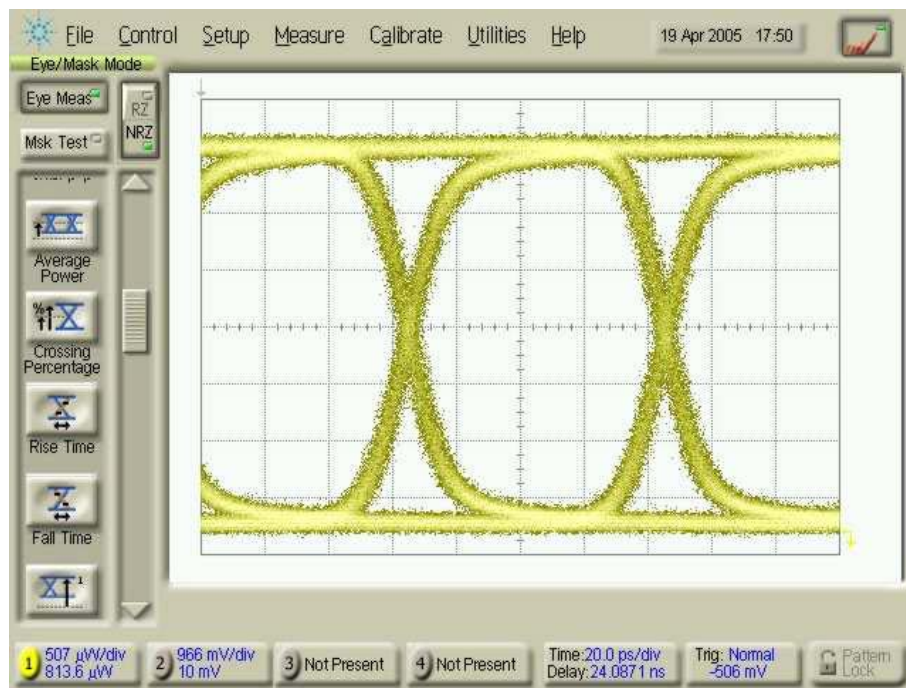 File Control Setup Measure Calibrate Utilities Help 19 Apr 2005 17:50
Eye/Mask Mode
Eye Meas
RZ
NRZ
Msk Test
Average
Power
Crossing
Percentage
Rise Time
Fall Time
1 507 µW/div
813.6 µW
2 966 mV/div
10 mV
3 Not Present
4 Not Present
Time:20.0 ps/div
Delay:24.0871 ns
Trig: Normal
-506 mV
Pattern
Lock